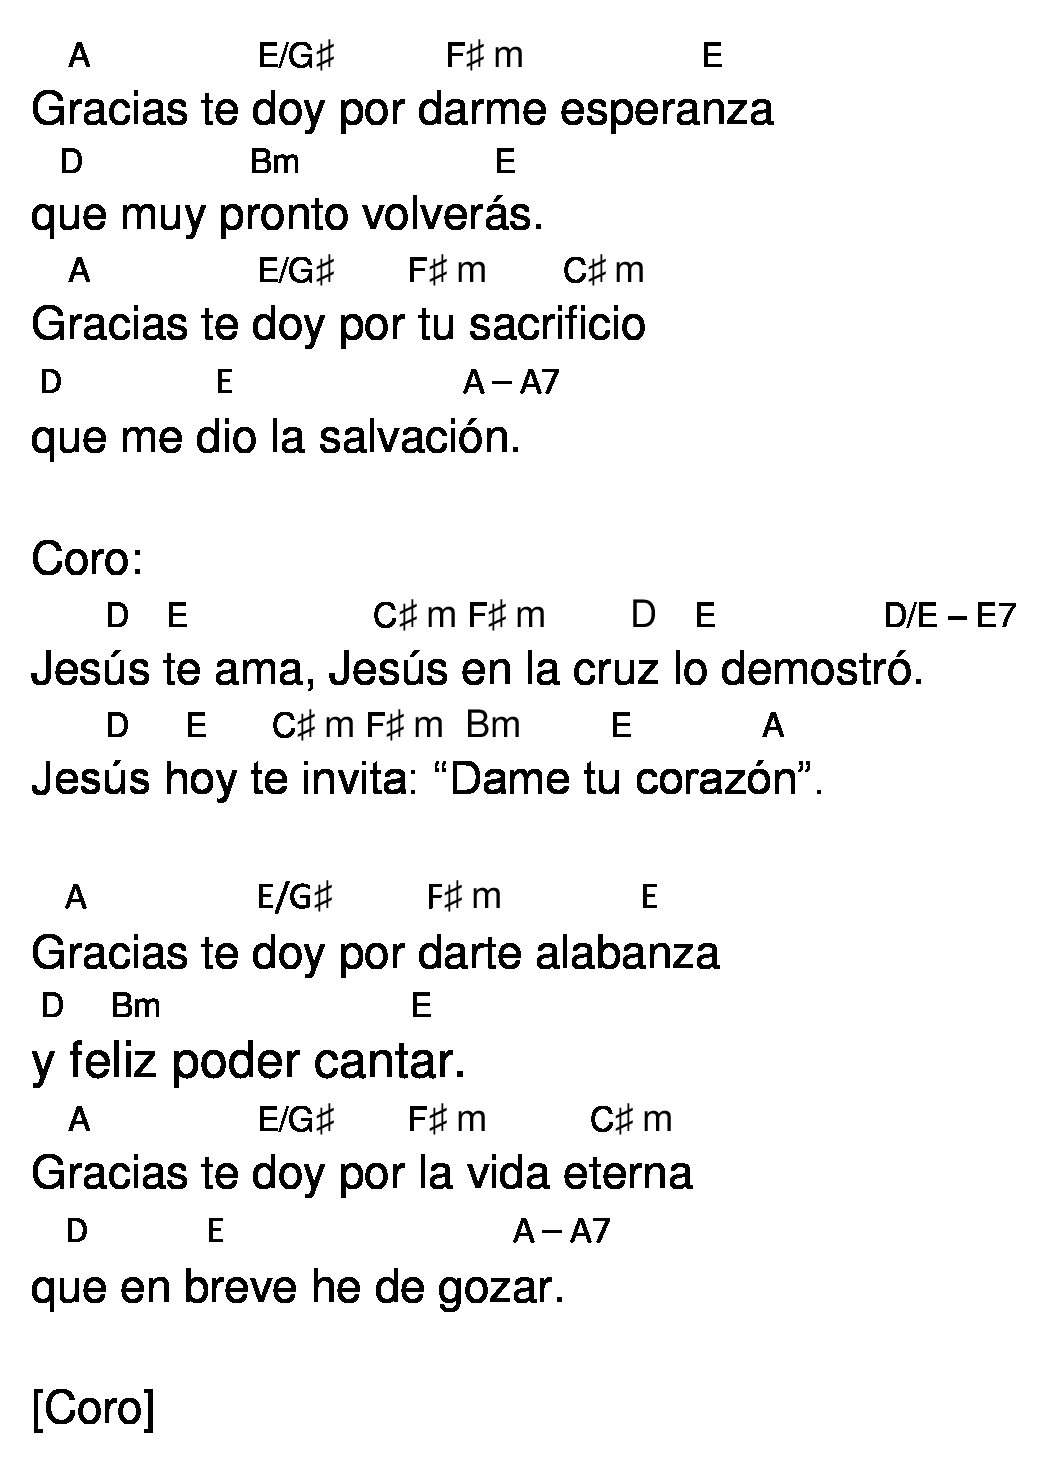 A E/G♯ F♯ m E
Gracias te doy por darme esperanza
D Bm E
que muy pronto volverás.
A E/G♯ F♯ m C♯ m
Gracias te doy por tu sacrificio
D E A – A7
que me dio la salvación.
Coro:
D E C♯ m F♯ m D E D/E – E7
Jesús te ama, Jesús en la cruz lo demostró.
D E C♯ m F♯ m Bm E A
Jesús hoy te invita: “Dame tu corazón”.
A E/G♯ F♯ m E
Gracias te doy por darte alabanza
D Bm E
y feliz poder cantar.
A E/G♯ F♯ m C♯ m
Gracias te doy por la vida eterna
D E A – A7
que en breve he de gozar.
[Coro]